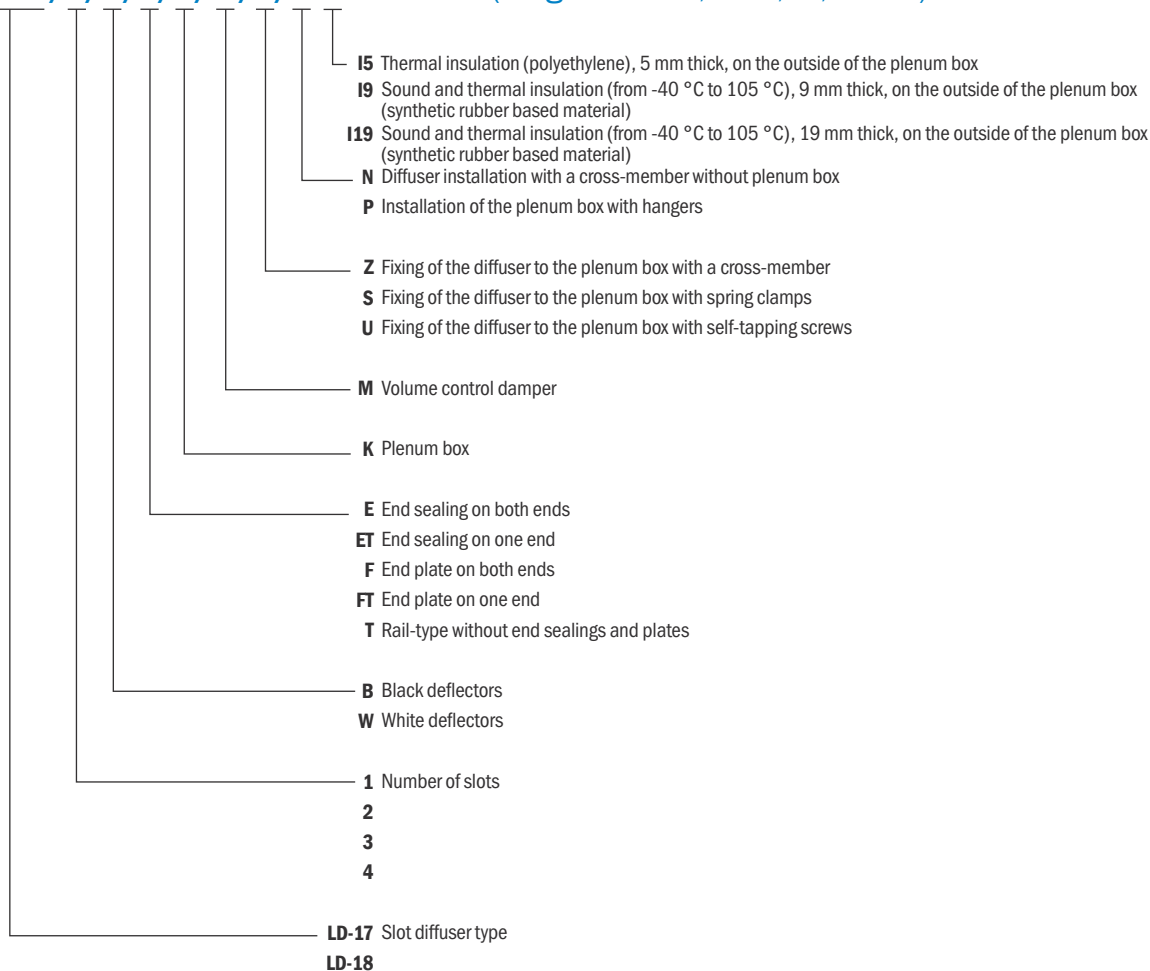 I5 Thermal insulation (polyethylene), 5 mm thick, on the outside of the plenum box
I9 Sound and thermal insulation (from -40 °C to 105 °C), 9 mm thick, on the outside of the plenum box
(synthetic rubber based material)
I19 Sound and thermal insulation (from -40 °C to 105 °C), 19 mm thick, on the outside of the plenum box
(synthetic rubber based material)
N Diffuser installation with a cross-member without plenum box
P Installation of the plenum box with hangers
Z Fixing of the diffuser to the plenum box with a cross-member
S Fixing of the diffuser to the plenum box with spring clamps
U Fixing of the diffuser to the plenum box with self-tapping screws
M Volume control damper
K Plenum box
E End sealing on both ends
ET End sealing on one end
F End plate on both ends
FT End plate on one end
T Rail-type without end sealings and plates
B Black deflectors
W White deflectors
1 Number of slots
2
3
4
LD-17 Slot diffuser type
LD-18